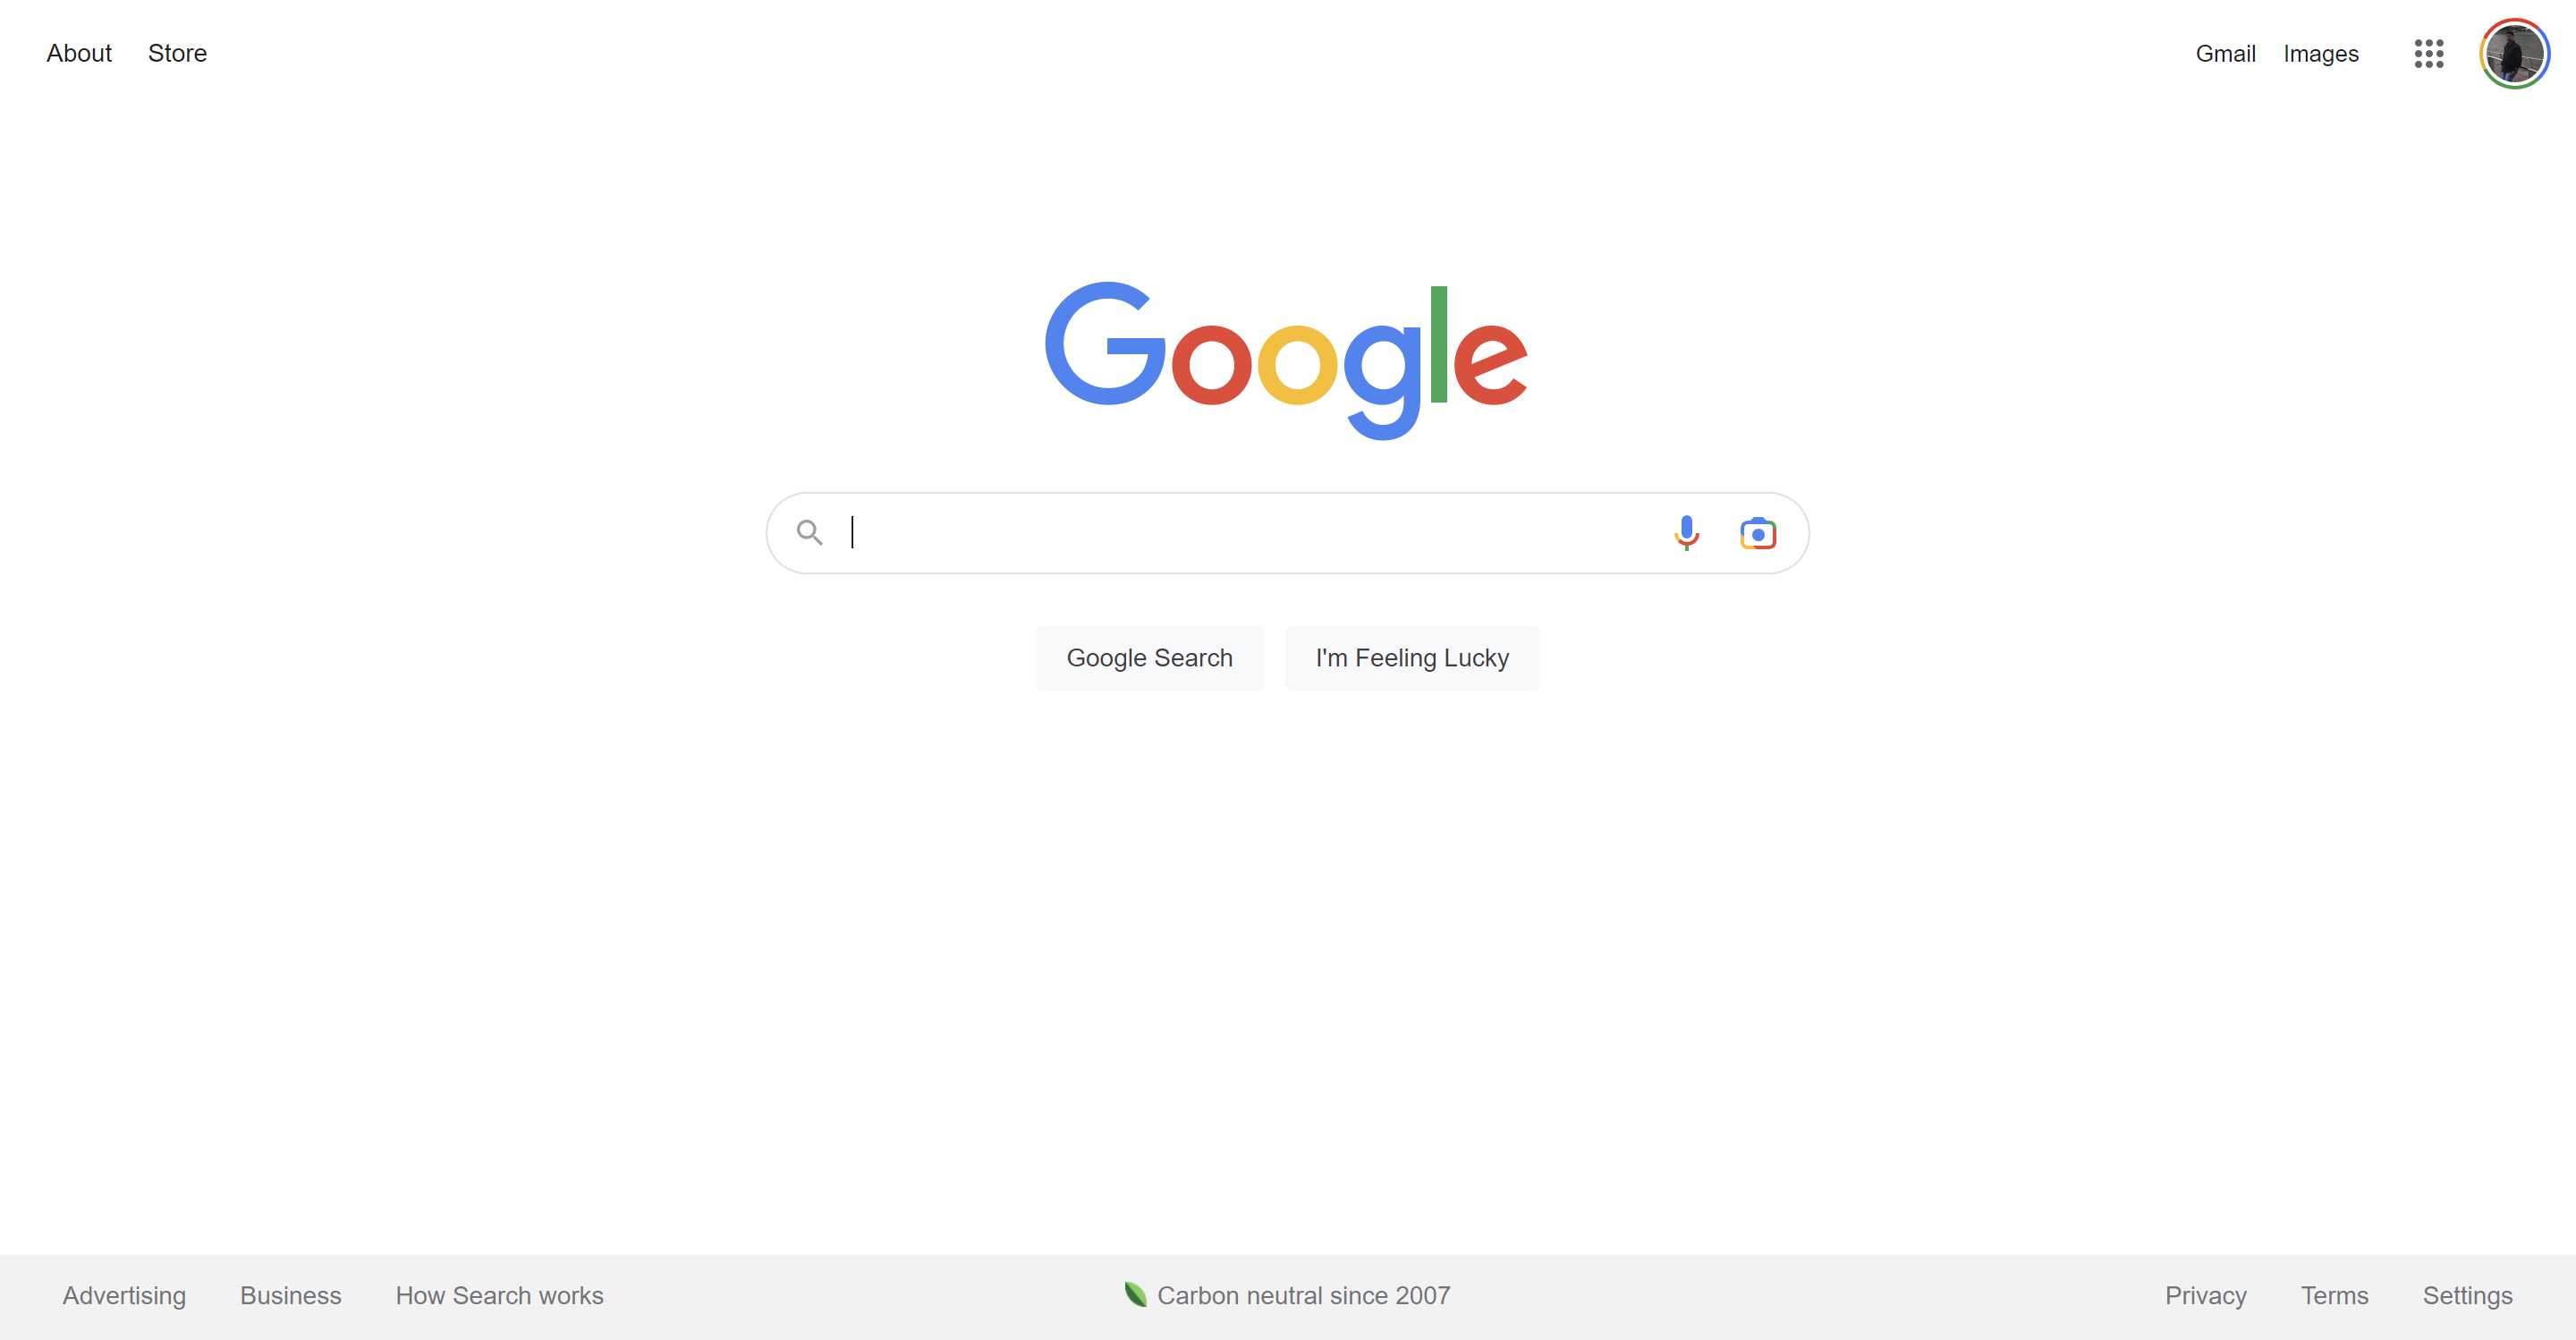 About Store Gmail Images
Google
Google Search I'm Feeling Lucky
Advertising Business How Search works Carbon neutral since 2007 Privacy Terms Settings